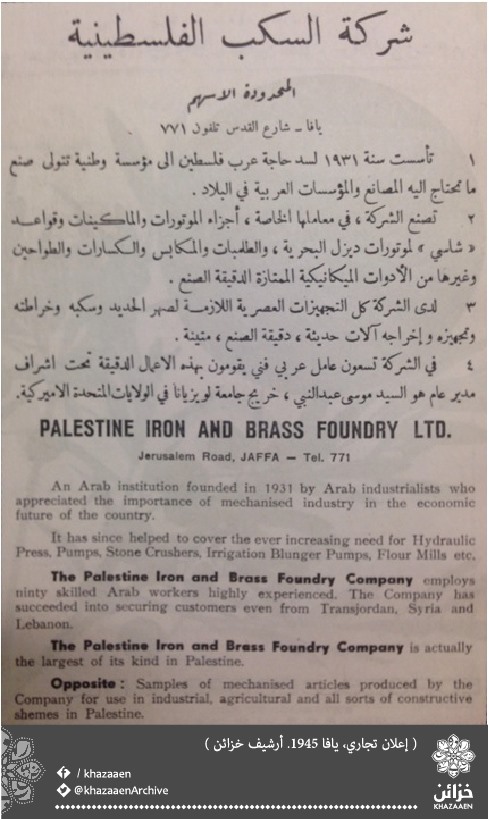 شركة السكب الفلسطينية
المحدودة الاسهم
يافا - شارع القدس تلفون ٧٧١
١ تأسست سنة ١٩٣١ لسد حاجة عرب فلسطين الى مؤسسة وطنية تتولى صنع
ما تحتاج اليه المصانع والمؤسسات العربية في البلاد .
٢ تصنع الشركة ، في معاملها الخاصة ، أجزاء الموتورات والماكينات وقواعد
« شاسي » لموتورات ديزل البحرية ، والطلمبات والمكابس والكسارات والطواحين
وغيرها من الأدوات الميكانيكية الممتازة الدقيقة الصنع .
٣ لدى الشركة كل التجهيزات العصرية اللازمة لصهر الحديد وسكبه وخراطته
وتجهيزه و إخراجه آلات حديثة ، دقيقة الصنع ، متينة .
٤ في الشركة تسعون عامل عربي فني يقومون بهذه الاعمال الدقيقة تحت اشراف
مدير عام هو السيد موسى عبدالنبي ، خريج جامعة لويزيانا في الولايات المتحدة الاميركية.
PALESTINE IRON AND BRASS FOUNDRY LTD.
Jerusalem Road, JAFFA — Tel. 771
An Arab institution founded in 1931 by Arab industrialists who
appreciated the importance of mechanised industry in the economic
future of the country.
It has since helped to cover the ever increasing need for Hydraulic
Press, Pumps, Stone Crushers, Irrigation Blunger Pumps, Flour Mills etc.
The Palestine Iron and Brass Foundry Company employs
ninty skilled Arab workers highly experienced. The Company has
succeeded into securing customers even from Transjordan, Syria and
Lebanon.
The Palestine Iron and Brass Foundry Company is actually
the largest of its kind in Palestine.
Opposite : Samples of mechanised articles produced by the
Company for use in industrial, agricultural and all sorts of constructive
shemes in Palestine.
( إعلان تجاري، يافا 1945. أرشيف خزائن )
/ khazaaen
@khazaaenArchive
خزائن
KHAZAAEN